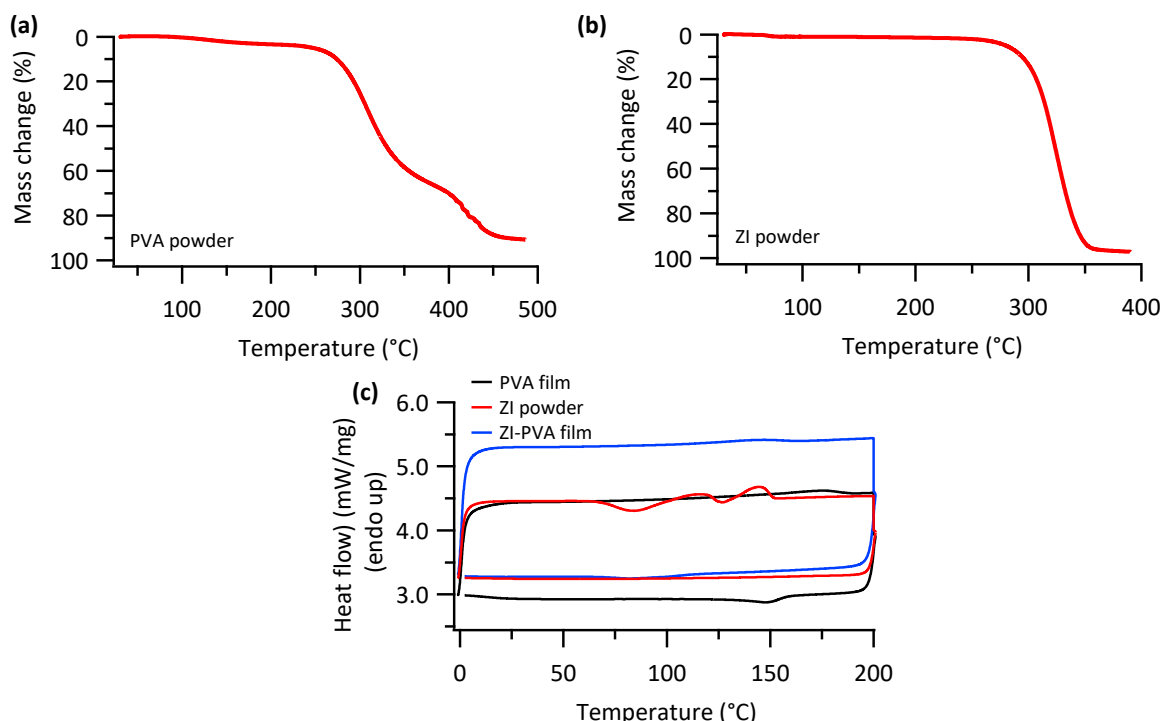 (a)
Mass change (%)
0
20
40
60
80
100
PVA powder
100
200
300
400
500
Temperature (°C)
(b)
Mass change (%)
0
20
40
60
80
100
ZI powder
100
200
300
400
Temperature (°C)
(c)
PVA film
ZI powder
ZI-PVA film
Heat flow) (mW/mg)
(endo up)
6.0
5.0
4.0
3.0
0
50
100
150
200
Temperature (°C)